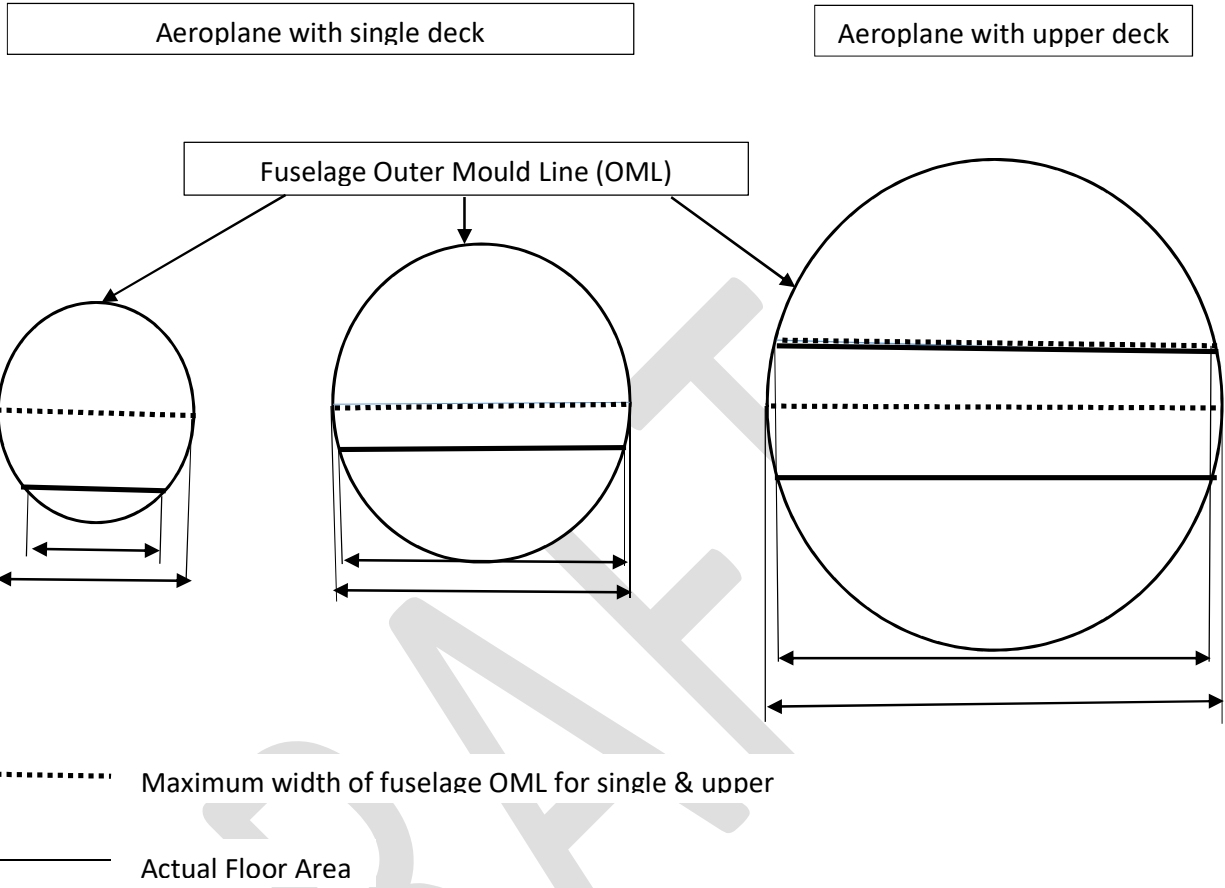 Aeroplane with single deck
Aeroplane with upper deck
Fuselage Outer Mould Line (OML)
Maximum width of fuselage OML for single & upper
Actual Floor Area